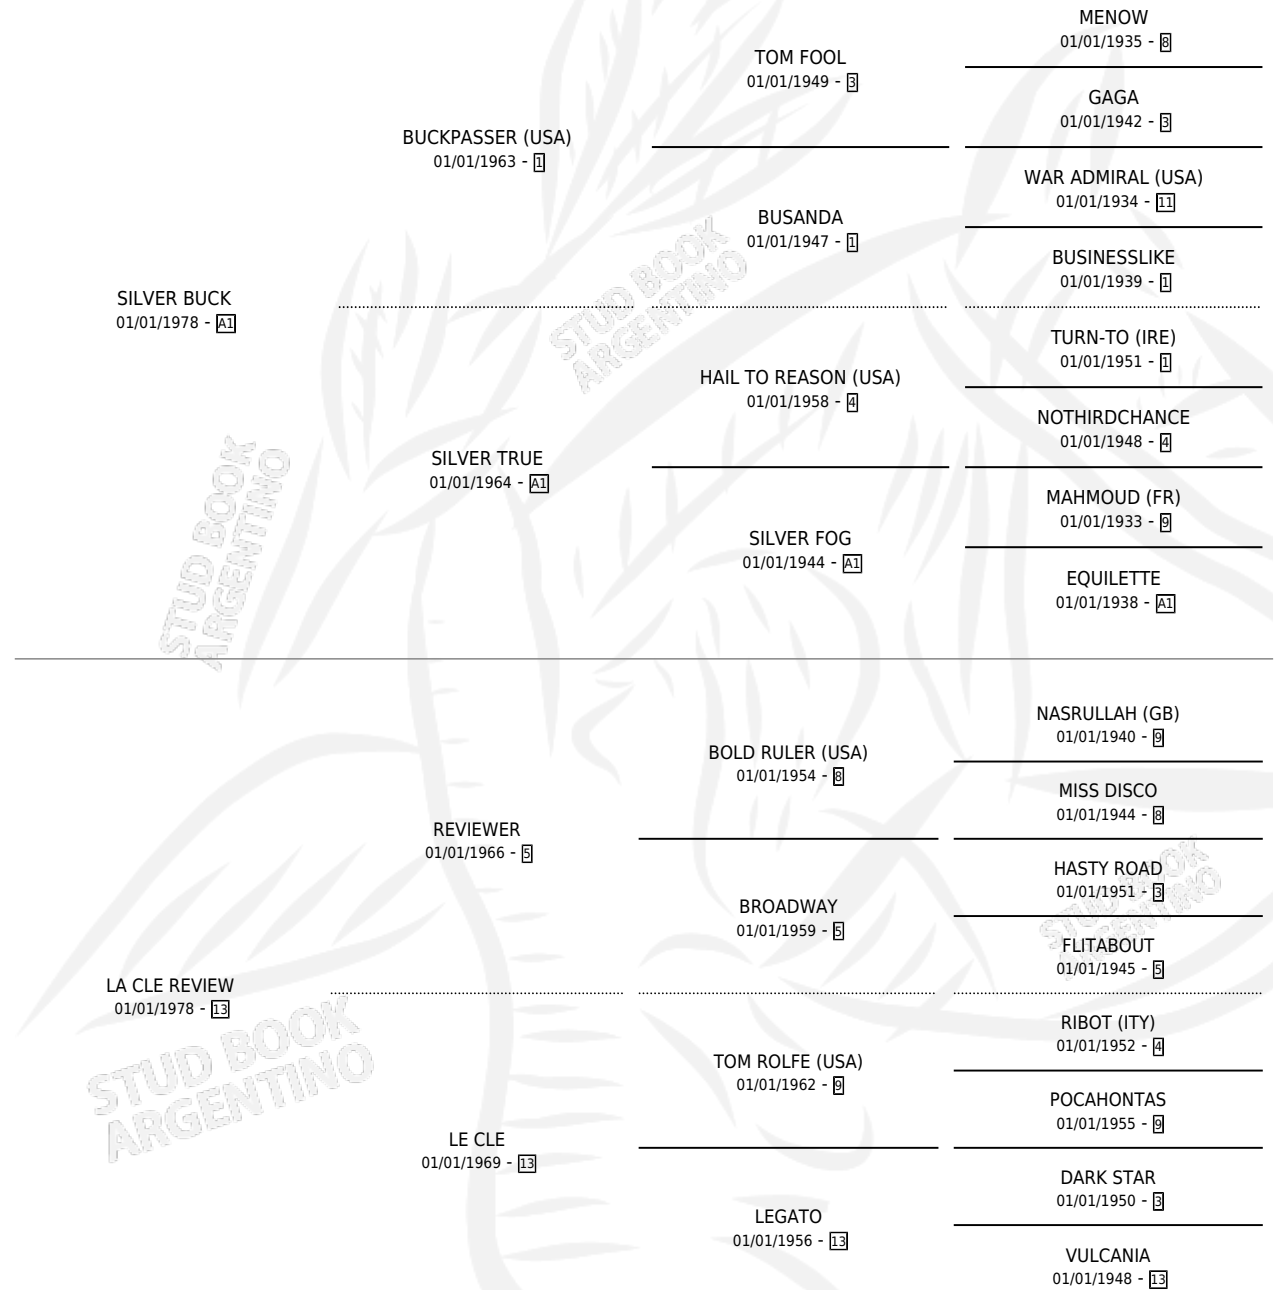 MENOW
01/01/1935 - 8
TOM FOOL
01/01/1949 - 3
GAGA
01/01/1942 - 3
BUCKPASSER (USA)
01/01/1963 - 1
WAR ADMIRAL (USA)
01/01/1934 - 11
BUSANDA
01/01/1947 - 1
BUSINESSLIKE
01/01/1939 - 1
SILVER BUCK
01/01/1978 - A1
TURN-TO (IRE)
01/01/1951 - 1
HAIL TO REASON (USA)
01/01/1958 - 4
NOTHIRDCHANCE
01/01/1948 - 4
SILVER TRUE
01/01/1964 - A1
MAHMOUD (FR)
01/01/1933 - 9
SILVER FOG
01/01/1944 - A1
EQUILETTE
01/01/1938 - A1
NASRULLAH (GB)
01/01/1940 - 9
BOLD RULER (USA)
01/01/1954 - 8
MISS DISCO
01/01/1944 - 8
REVIEWER
01/01/1966 - 5
HASTY ROAD
01/01/1951 - 3
BROADWAY
01/01/1959 - 5
FLITABOUT
01/01/1945 - 5
LA CLE REVIEW
01/01/1978 - 13
RIBOT (ITY)
01/01/1952 - 4
TOM ROLFE (USA)
01/01/1962 - 9
POCAHONTAS
01/01/1955 - 9
LE CLE
01/01/1969 - 13
DARK STAR
01/01/1950 - 3
LEGATO
01/01/1956 - 13
VULCANIA
01/01/1948 - 13
STUD BOOK
ARGENTINO
STUD BOOK
ARGENTINO
STUD BOOK
ARGENTINO
STUD BOOK
ARGENTINO